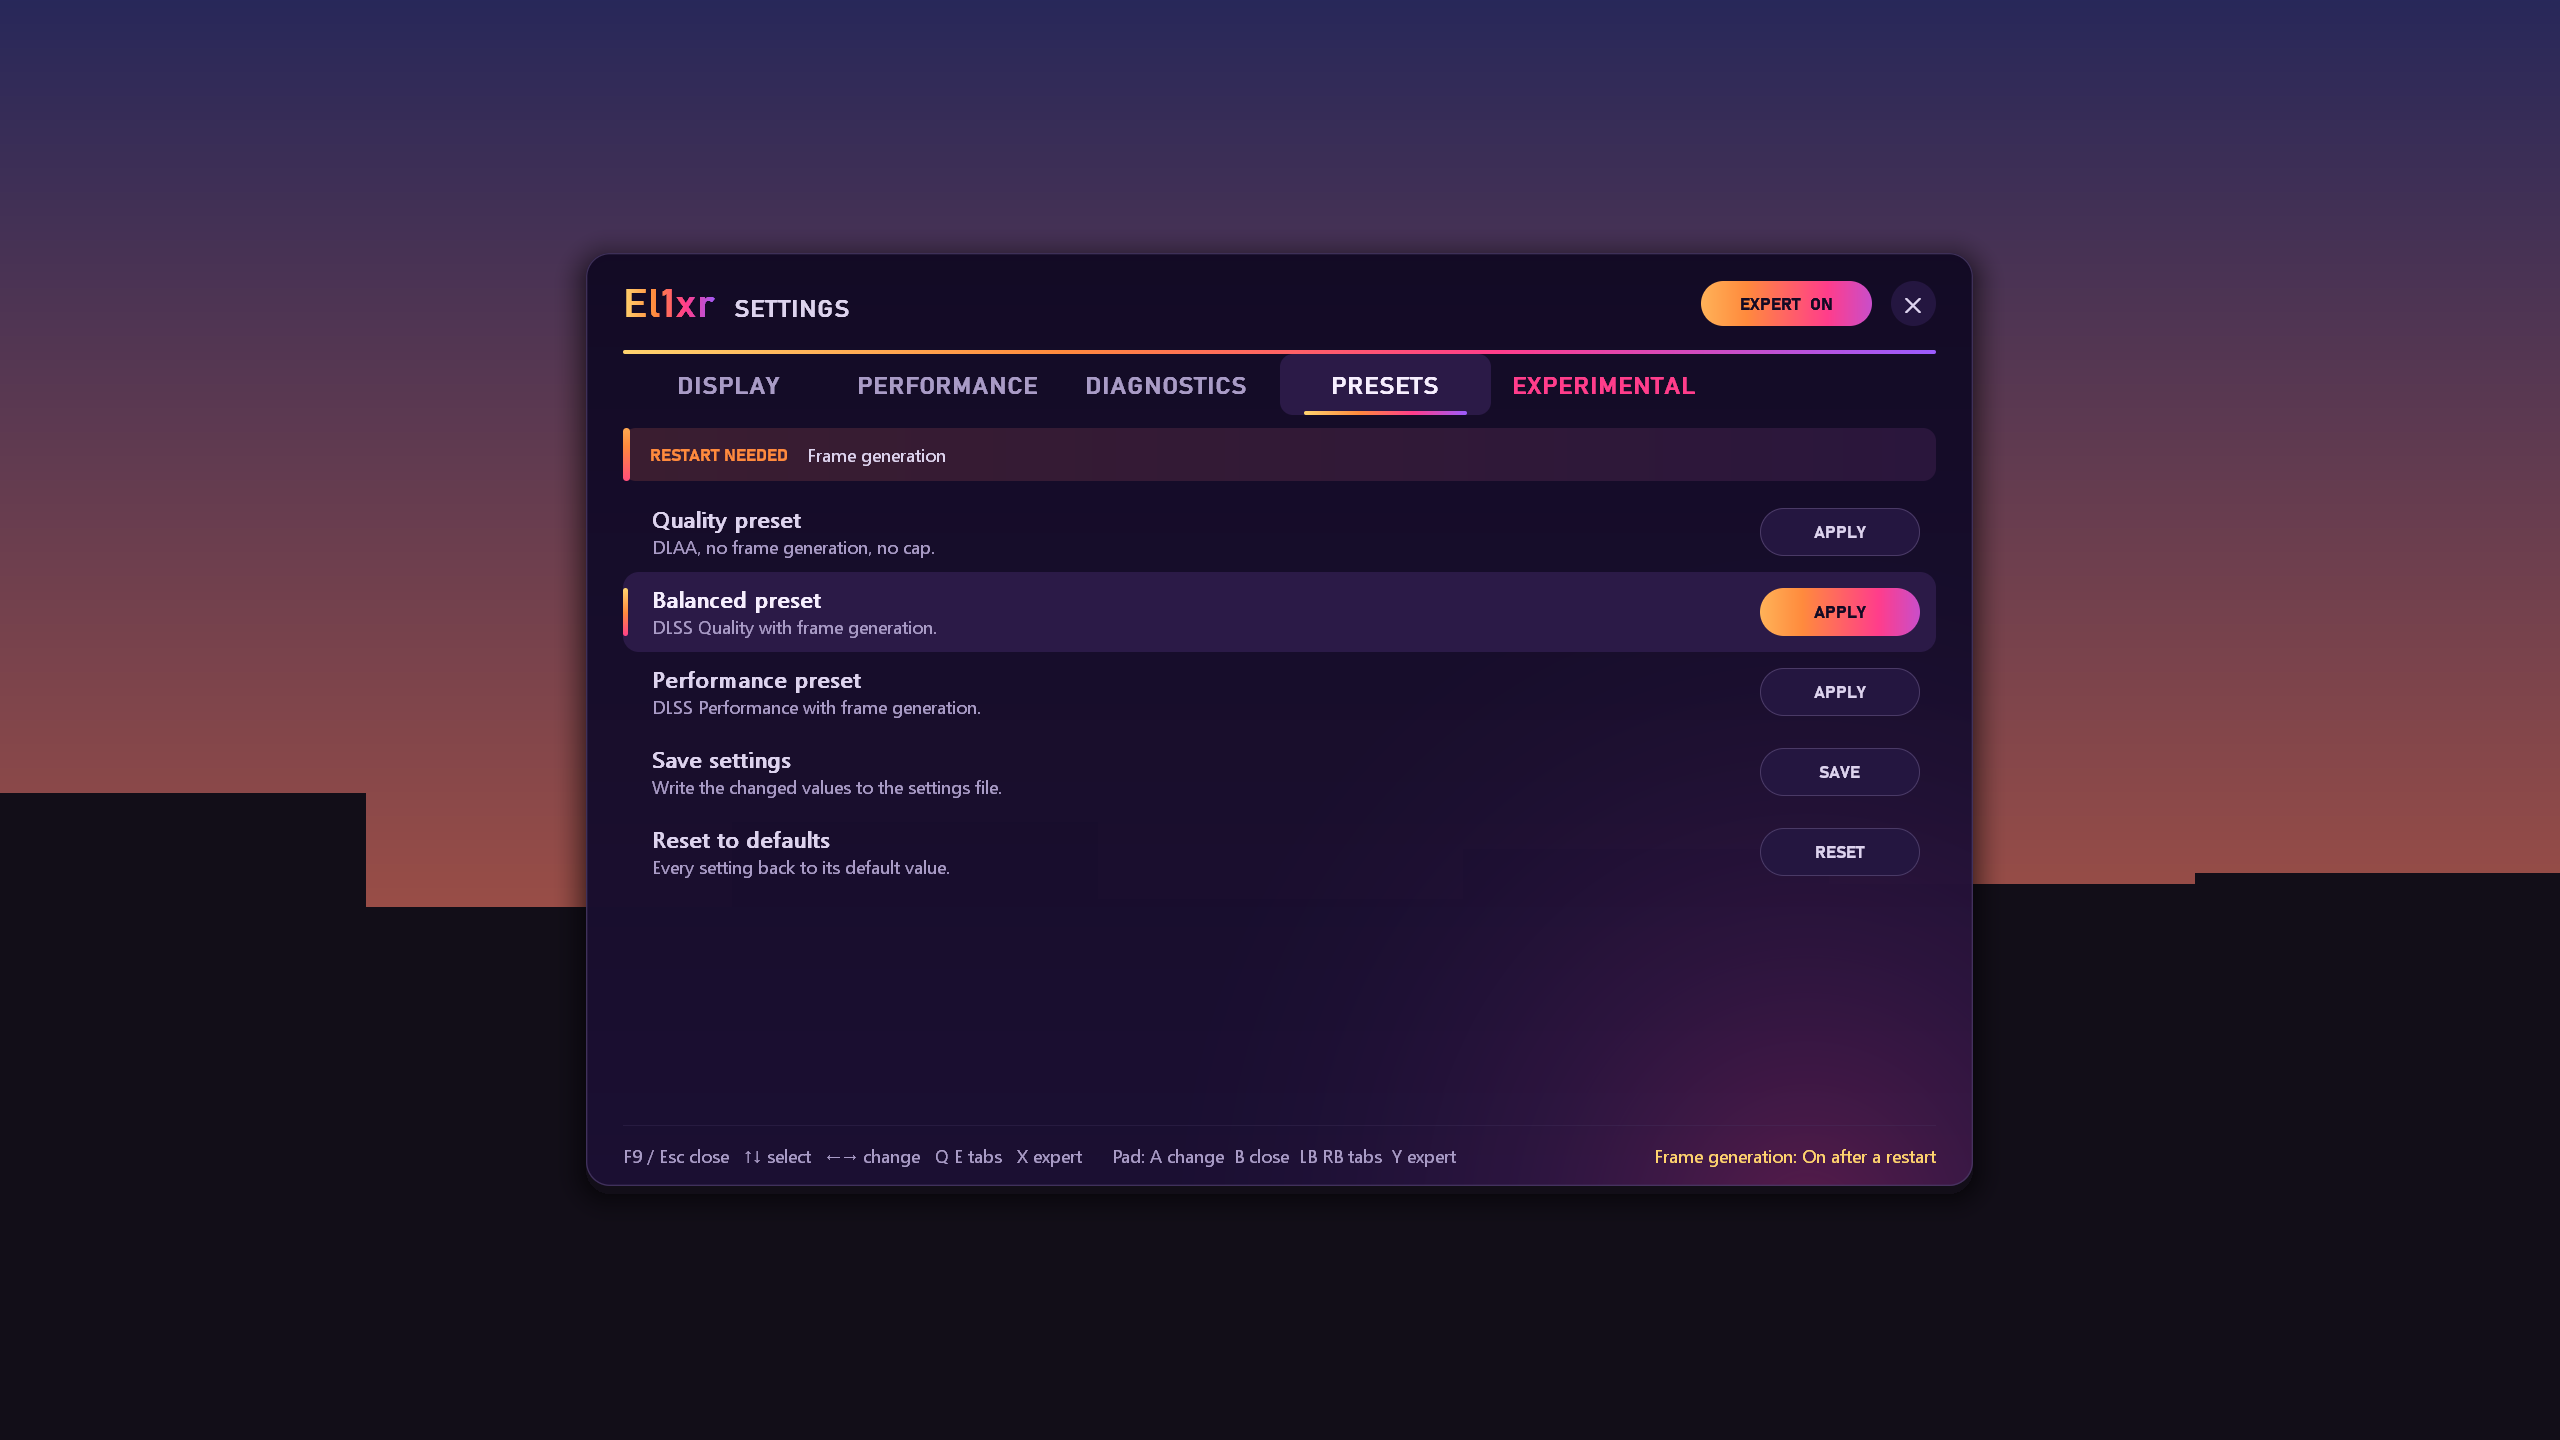 El1xr SETTINGS
EXPERT ON
DISPLAY PERFORMANCE DIAGNOSTICS PRESETS EXPERIMENTAL
RESTART NEEDED Frame generation
Quality preset
DLAA, no frame generation, no cap.
APPLY
Balanced preset
DLSS Quality with frame generation.
APPLY
Performance preset
DLSS Performance with frame generation.
APPLY
Save settings
Write the changed values to the settings file.
SAVE
Reset to defaults
Every setting back to its default value.
RESET
F9 / Esc close ↑↓ select ←→ change Q E tabs X expert Pad: A change B close LB RB tabs Y expert
Frame generation: On after a restart